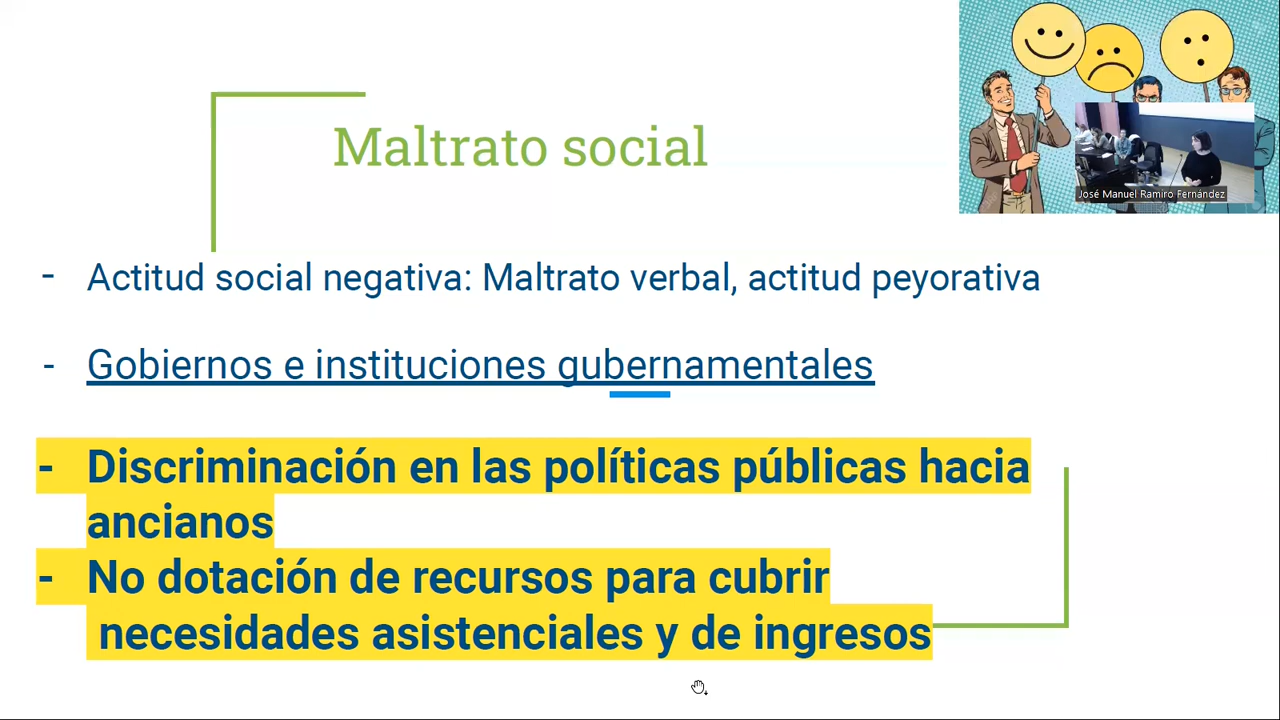 Maltrato social
José Manuel Ramiro Fernández
- Actitud social negativa: Maltrato verbal, actitud peyorativa
- Gobiernos e instituciones gubernamentales
- Discriminación en las políticas públicas hacia
ancianos
- No dotación de recursos para cubrir
necesidades asistenciales y de ingresos